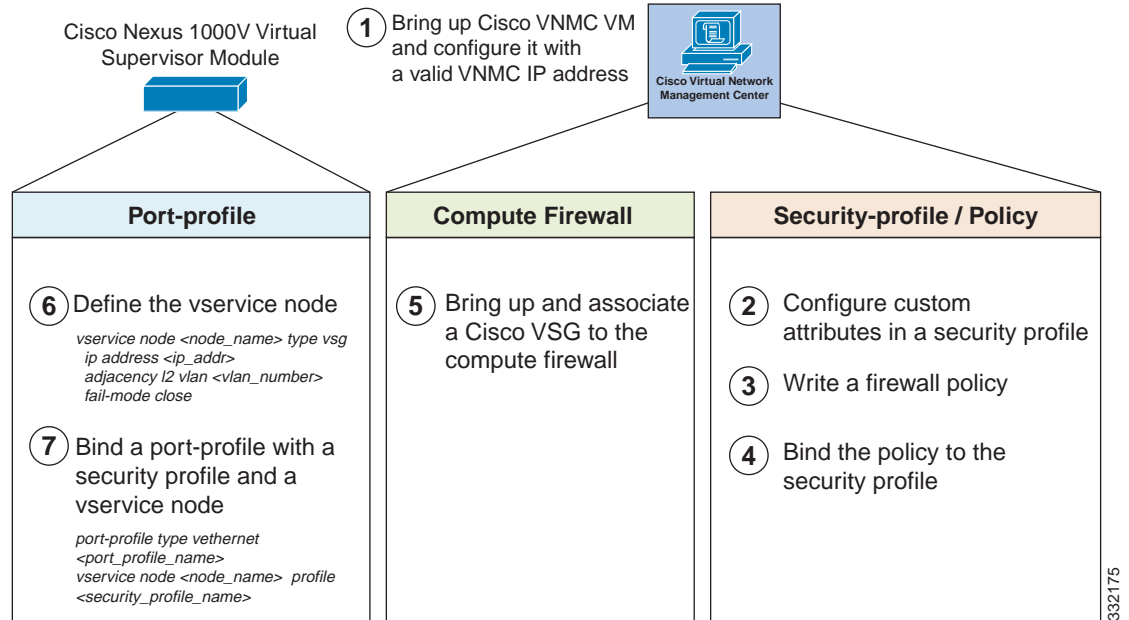 Cisco Nexus 1000V Virtual
Supervisor Module
1 Bring up Cisco VNMC VM
and configure it with
a valid VNMC IP address
Cisco Virtual Network
Management Center
Port-profile
6 Define the vservice node
vservice node <node_name> type vsg
ip address <ip_addr>
adjacency l2 vlan <vlan_number>
fail-mode close
7 Bind a port-profile with a
security profile and a
vservice node
port-profile type vethernet
<port_profile_name>
vservice node <node_name> profile
<security_profile_name>
Compute Firewall
5 Bring up and associate
a Cisco VSG to the
compute firewall
Security-profile / Policy
2 Configure custom
attributes in a security profile
3 Write a firewall policy
4 Bind the policy to the
security profile
332175